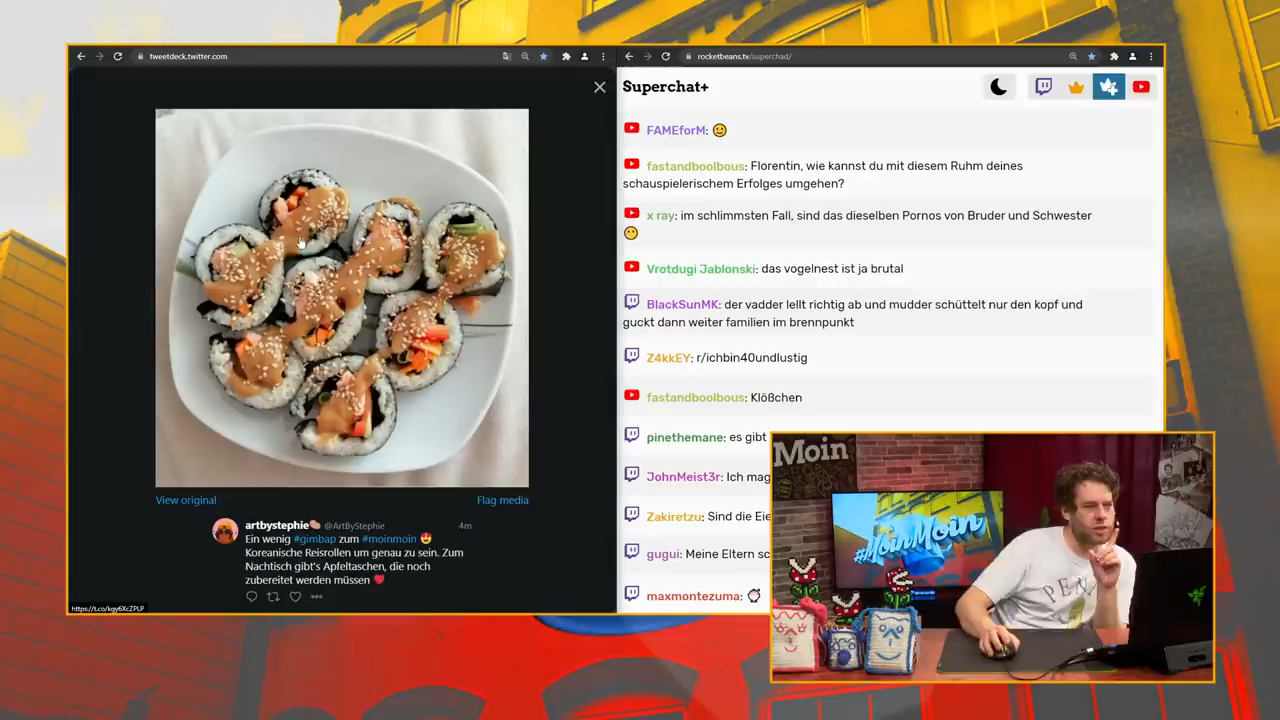 tweetdeck.twitter.com
rocketbeans.tv/superchad/
Superchat+
FAMEforM: 🙂
fastandboolbous: Florentin, wie kannst du mit diesem Ruhm deines
schauspielerischem Erfolges umgehen?
x ray: im schlimmsten Fall, sind das dieselben Pornos von Bruder und Schwester
😶
Vrotdugi Jablonski: das vogelnest ist ja brutal
BlackSunMK: der vadder lellt richtig ab und mudder schüttelt nur den kopf und
guckt dann weiter familien im brennpunkt
Z4kkEY: r/ichbin40undlustig
fastandboolbous: Klößchen
pinethemane: es gibt
JohnMeist3r: Ich mag
Zakiretzu: Sind die Eie
gugui: Meine Eltern sc
maxmontezuma:
View original
Flag media
artbystephie @ArtByStephie 4m
Ein wenig #gimbap zum #moinmoin 😍
Koreanische Reisrollen um genau zu sein. Zum
Nachtisch gibt's Apfeltaschen, die noch
zubereitet werden müssen ❤
https://t.co/kgy6XcZPLP
Moin
#MoinMoin